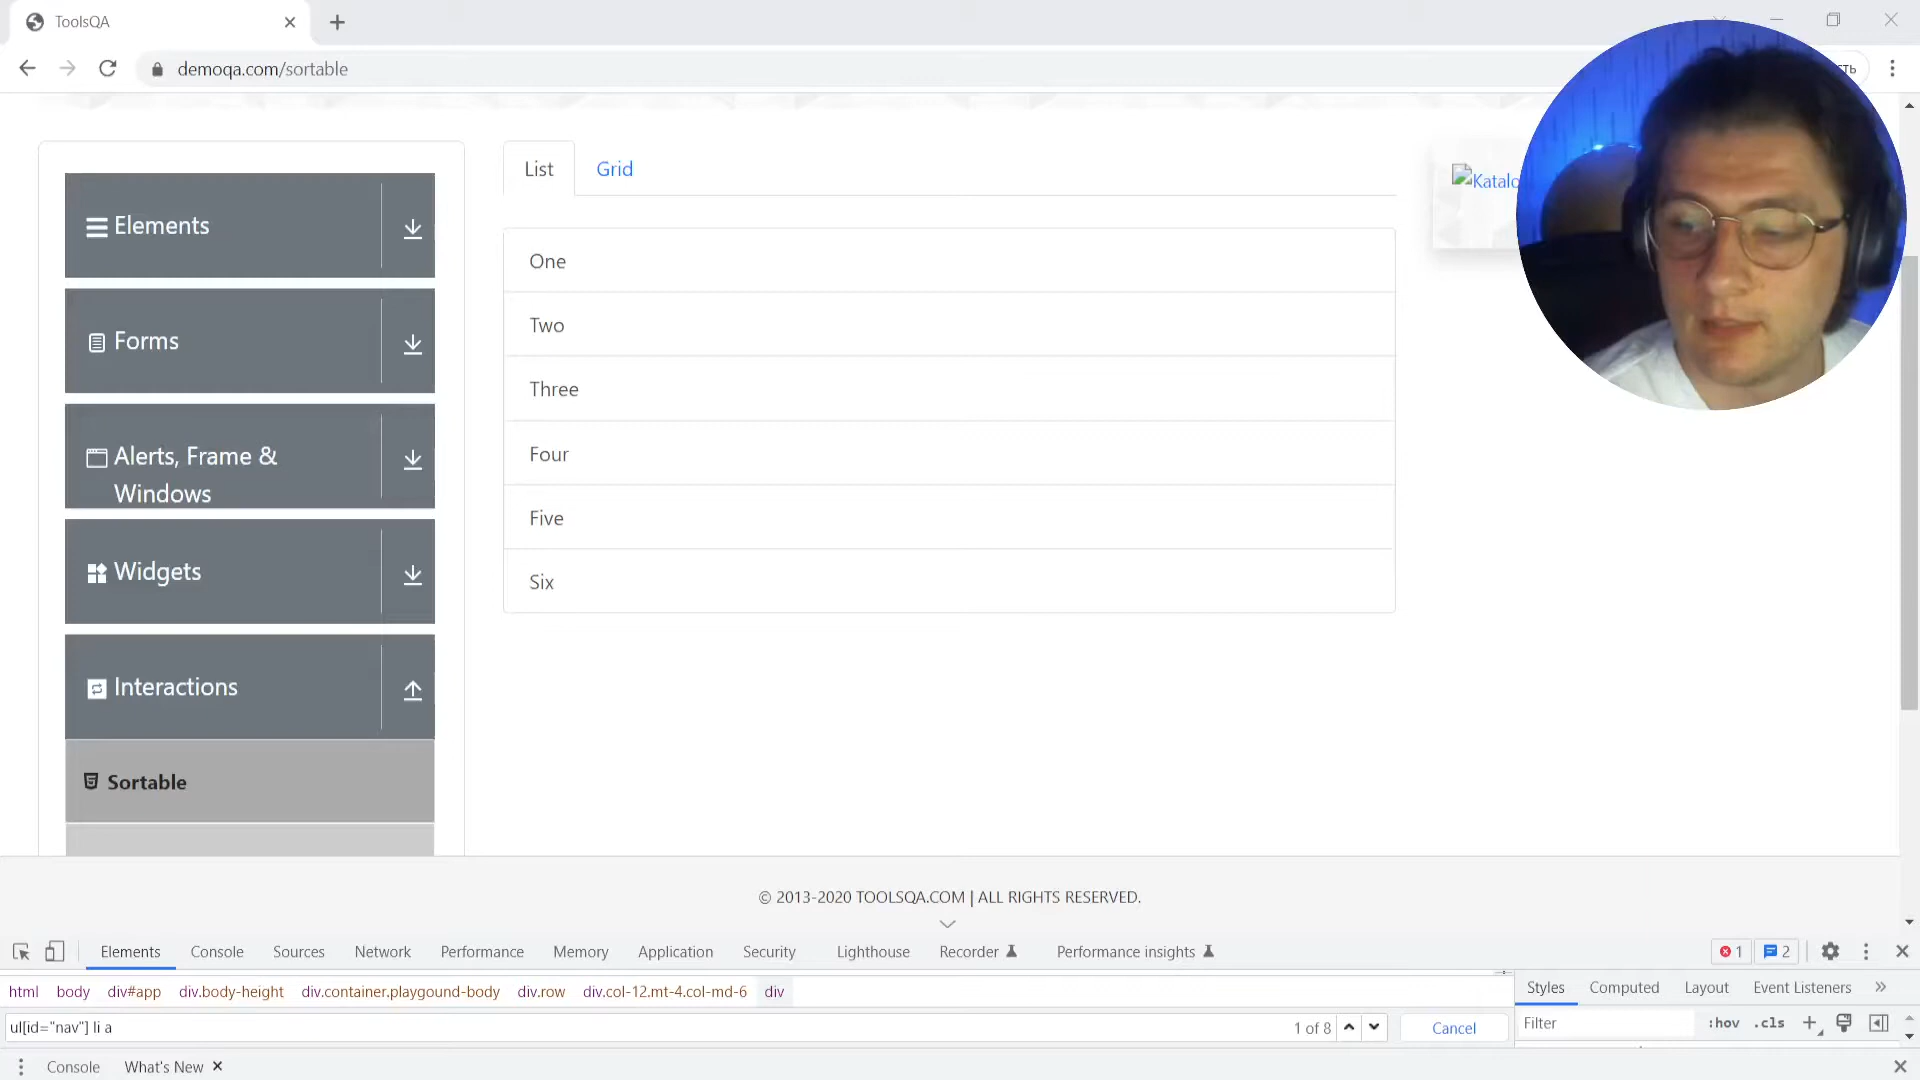 ToolsQA
demoqa.com/sortable
сть
List
Grid
Katalo
Elements
One
Two
Forms
Three
Alerts, Frame &
Windows
Four
Five
Widgets
Six
Interactions
Sortable
© 2013-2020 TOOLSQA.COM | ALL RIGHTS RESERVED.
Elements Console Sources Network Performance Memory Application Security Lighthouse Recorder Performance insights 1 2
html body div#app div.body-height div.container.playgound-body div.row div.col-12.mt-4.col-md-6 div
Styles Computed Layout Event Listeners »
ul[id="nav"] li a
1 of 8
Cancel
Filter
:hov .cls
Console What's New